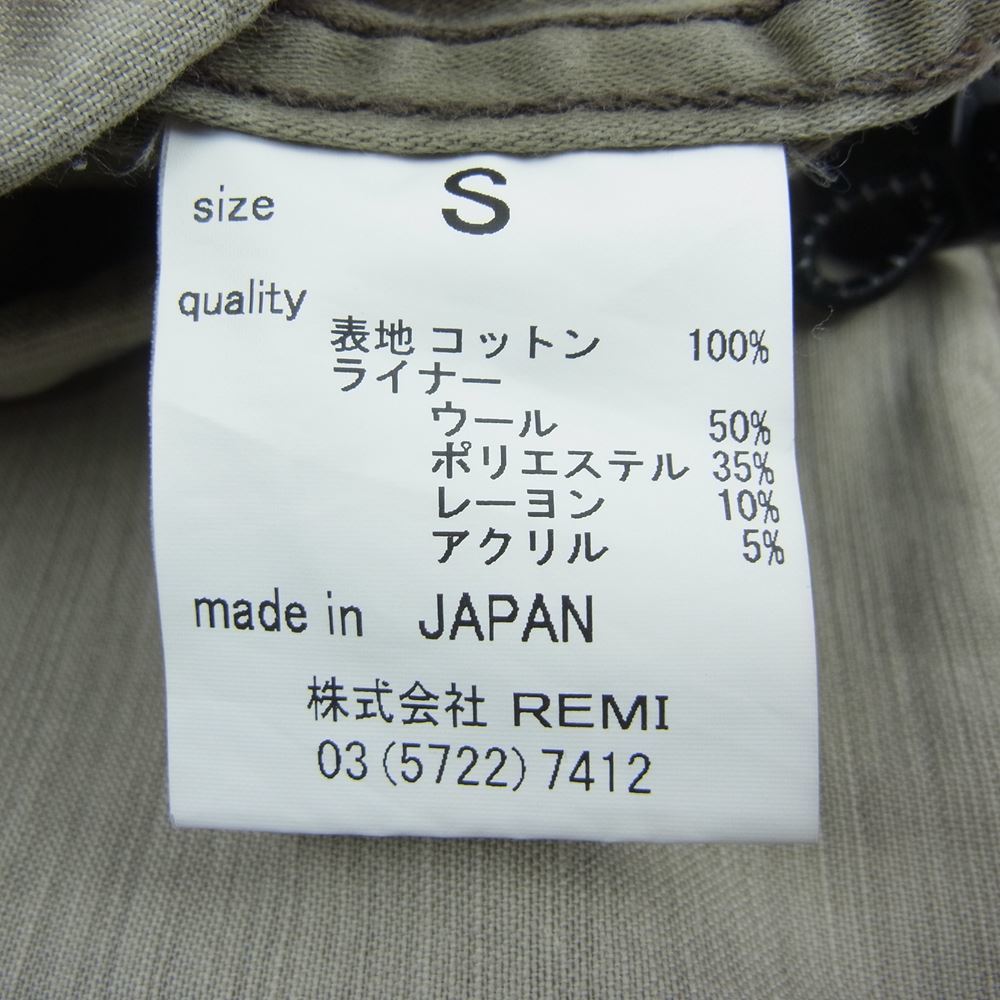 size S
quality
表地 コットン 100%
ライナー
ウール 50%
ポリエステル 35%
レーヨン 10%
アクリル 5%
made in JAPAN
株式会社 REMI
03(5722)7412